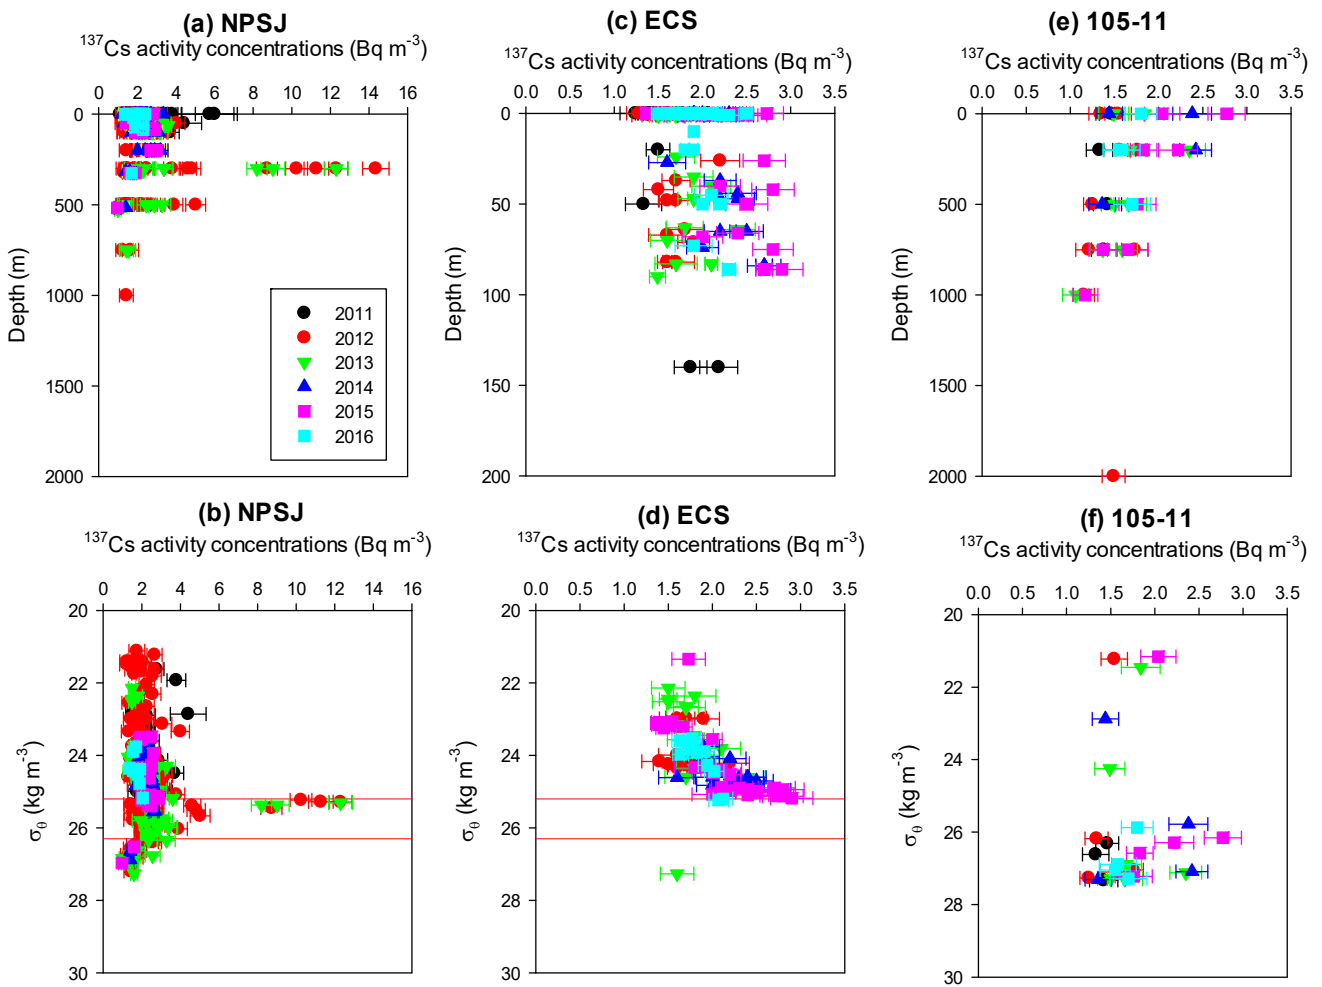 (a) NPSJ
137Cs activity concentrations (Bq m-3)
0 2 4 6 8 10 12 14 16
0
500
1000
1500
2000
Depth (m)
2011
2012
2013
2014
2015
2016
(c) ECS
137Cs activity concentrations (Bq m-3)
0.0 0.5 1.0 1.5 2.0 2.5 3.0 3.5
0
50
100
150
200
Depth (m)
(e) 105-11
137Cs activity concentrations (Bq m-3)
0.0 0.5 1.0 1.5 2.0 2.5 3.0 3.5
0
500
1000
1500
2000
Depth (m)
(b) NPSJ
137Cs activity concentrations (Bq m-3)
0 2 4 6 8 10 12 14 16
20
22
24
26
28
30
σθ (kg m-3)
(d) ECS
137Cs activity concentrations (Bq m-3)
0.0 0.5 1.0 1.5 2.0 2.5 3.0 3.5
20
22
24
26
28
30
σθ (kg m-3)
(f) 105-11
137Cs activity concentrations (Bq m-3)
0.0 0.5 1.0 1.5 2.0 2.5 3.0 3.5
20
22
24
26
28
30
σθ (kg m-3)